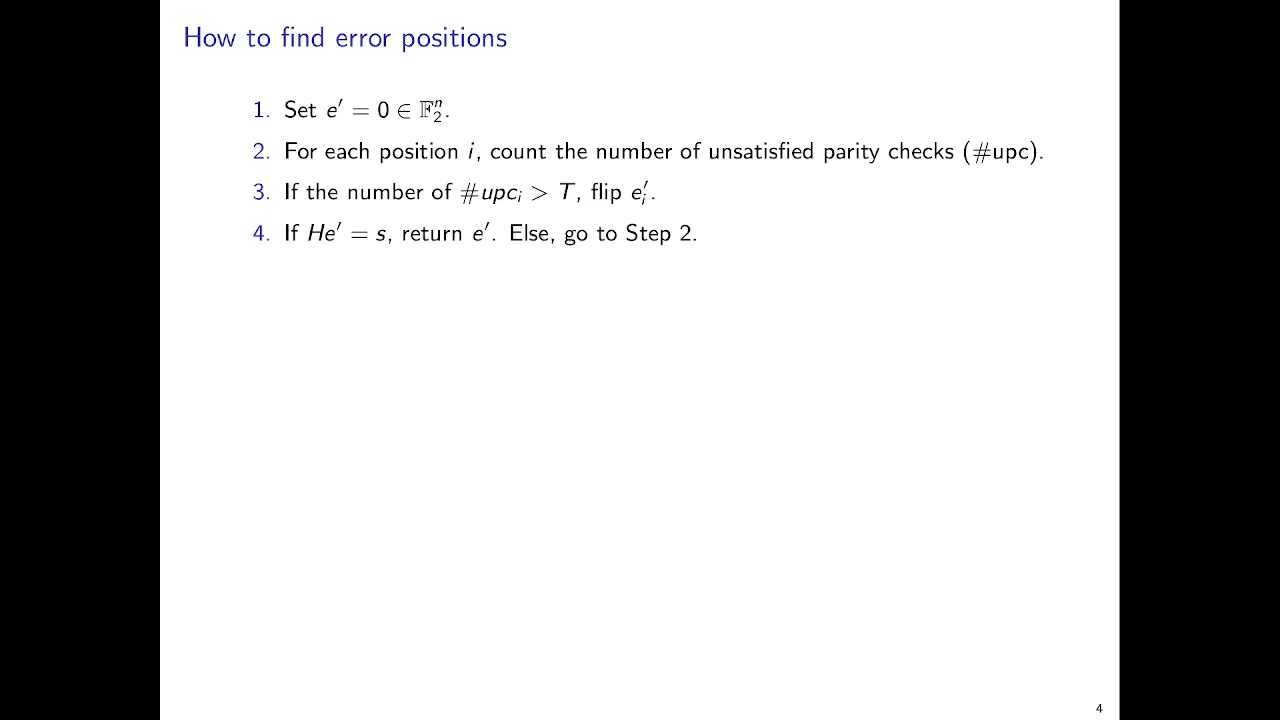 How to find error positions
1. Set e′ = 0 ∈ 𝔽₂ⁿ.
2. For each position i, count the number of unsatisfied parity checks (#upc).
3. If the number of #upcᵢ > T, flip e′ᵢ.
4. If He′ = s, return e′. Else, go to Step 2.
4